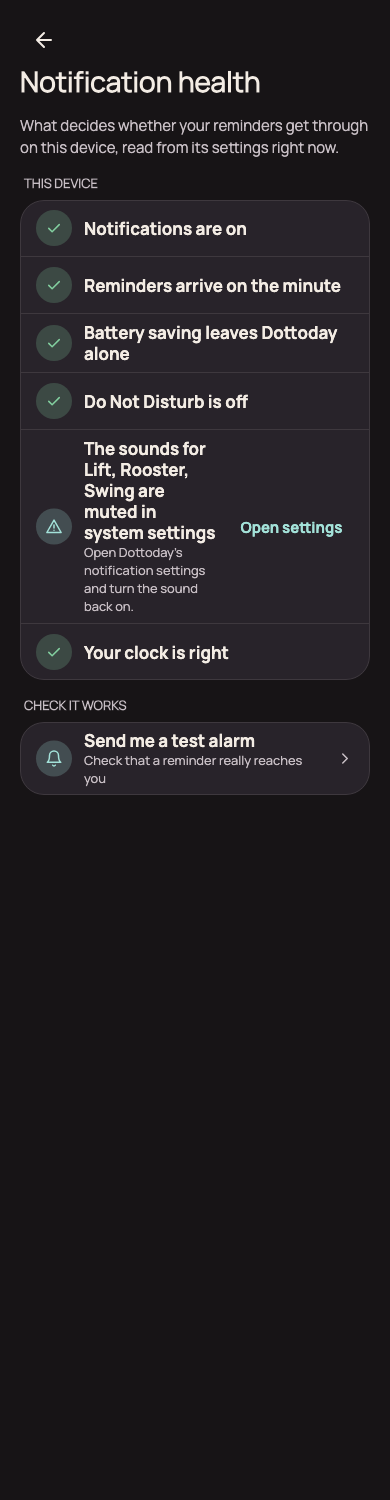 Notification health
What decides whether your reminders get through
on this device, read from its settings right now.
THIS DEVICE
Notifications are on
Reminders arrive on the minute
Battery saving leaves Dottoday
alone
Do Not Disturb is off
The sounds for
Lift, Rooster,
Swing are
muted in
system settings
Open Dottoday's
notification settings
and turn the sound
back on.
Open settings
Your clock is right
CHECK IT WORKS
Send me a test alarm
Check that a reminder really reaches
you